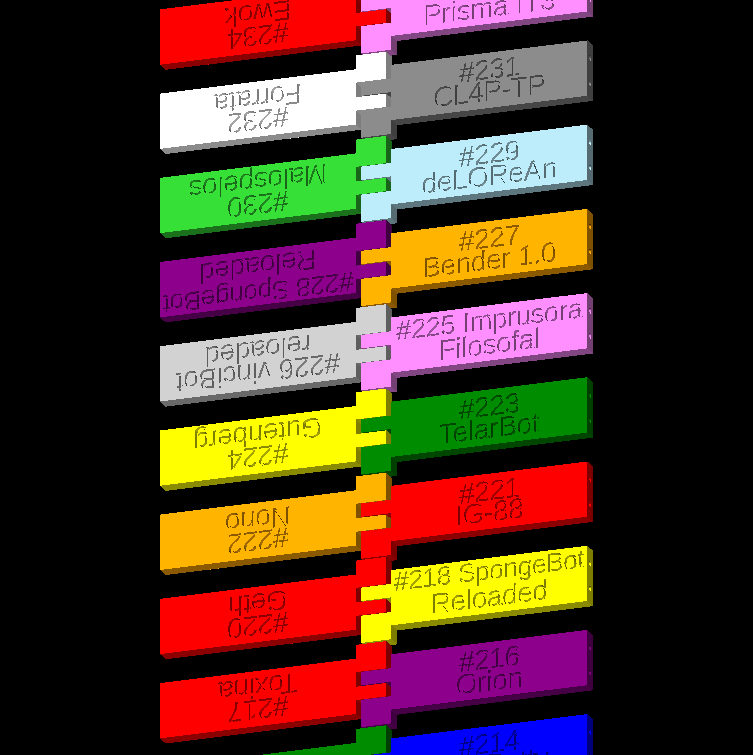 Prisma IT3
#234
Ewok
#231
CL4P-TP
#232
Forrata
#229
deLOReAn
#230
Malospelos
#227
Bender 1.0
#228 SpongeBot
Reloaded
#225 Imprusora
Filosofal
#226 vinciBot
reloaded
#223
TelarBot
#224
Gutenberg
#221
IG-88
#222
Nono
#218 SpongeBot
Reloaded
#220
Geth
#216
Orion
#217
Toxina
#214